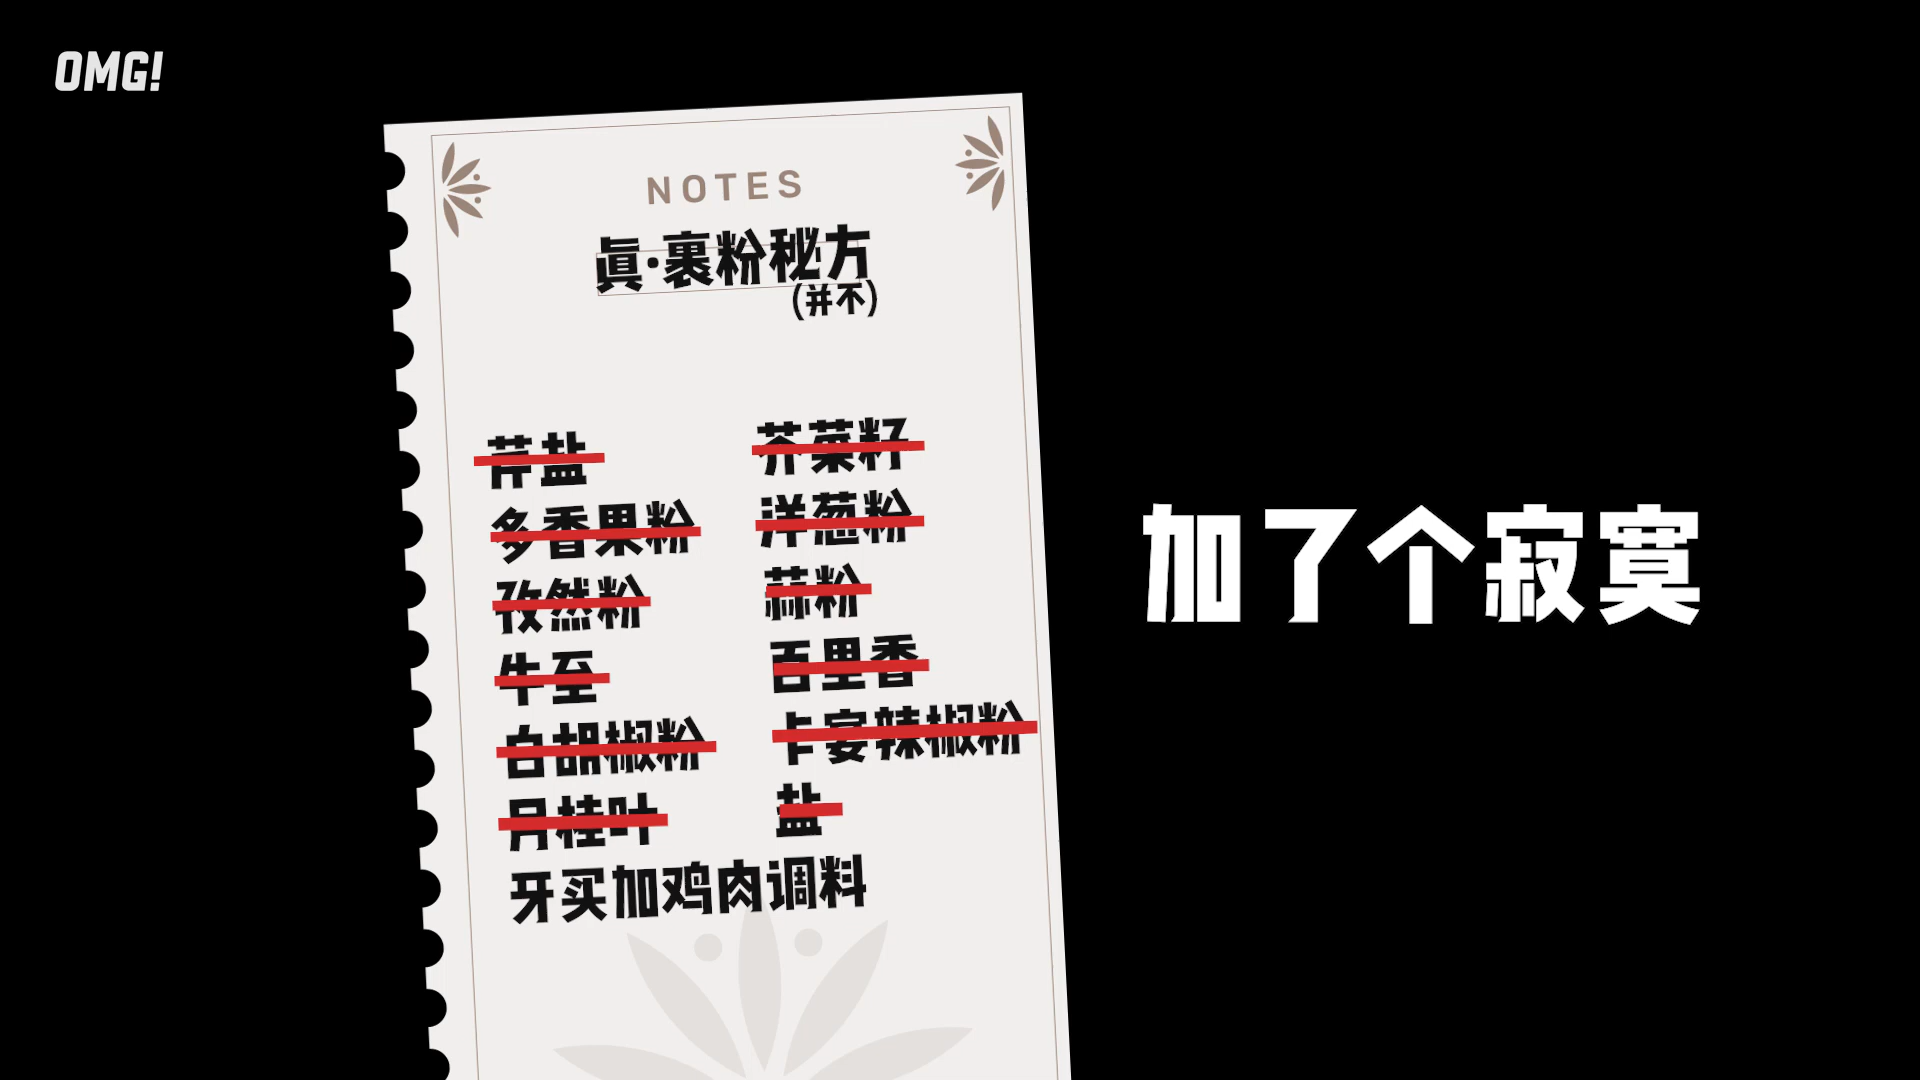 OMG!
NOTES
眞·裹粉秘方
(并不)
芹盐
芥菜籽
多香果粉
洋葱粉
孜然粉
蒜粉
牛至
百里香
白胡椒粉
卡宴辣椒粉
月桂叶
盐
牙买加鸡肉调料
加了个寂寞